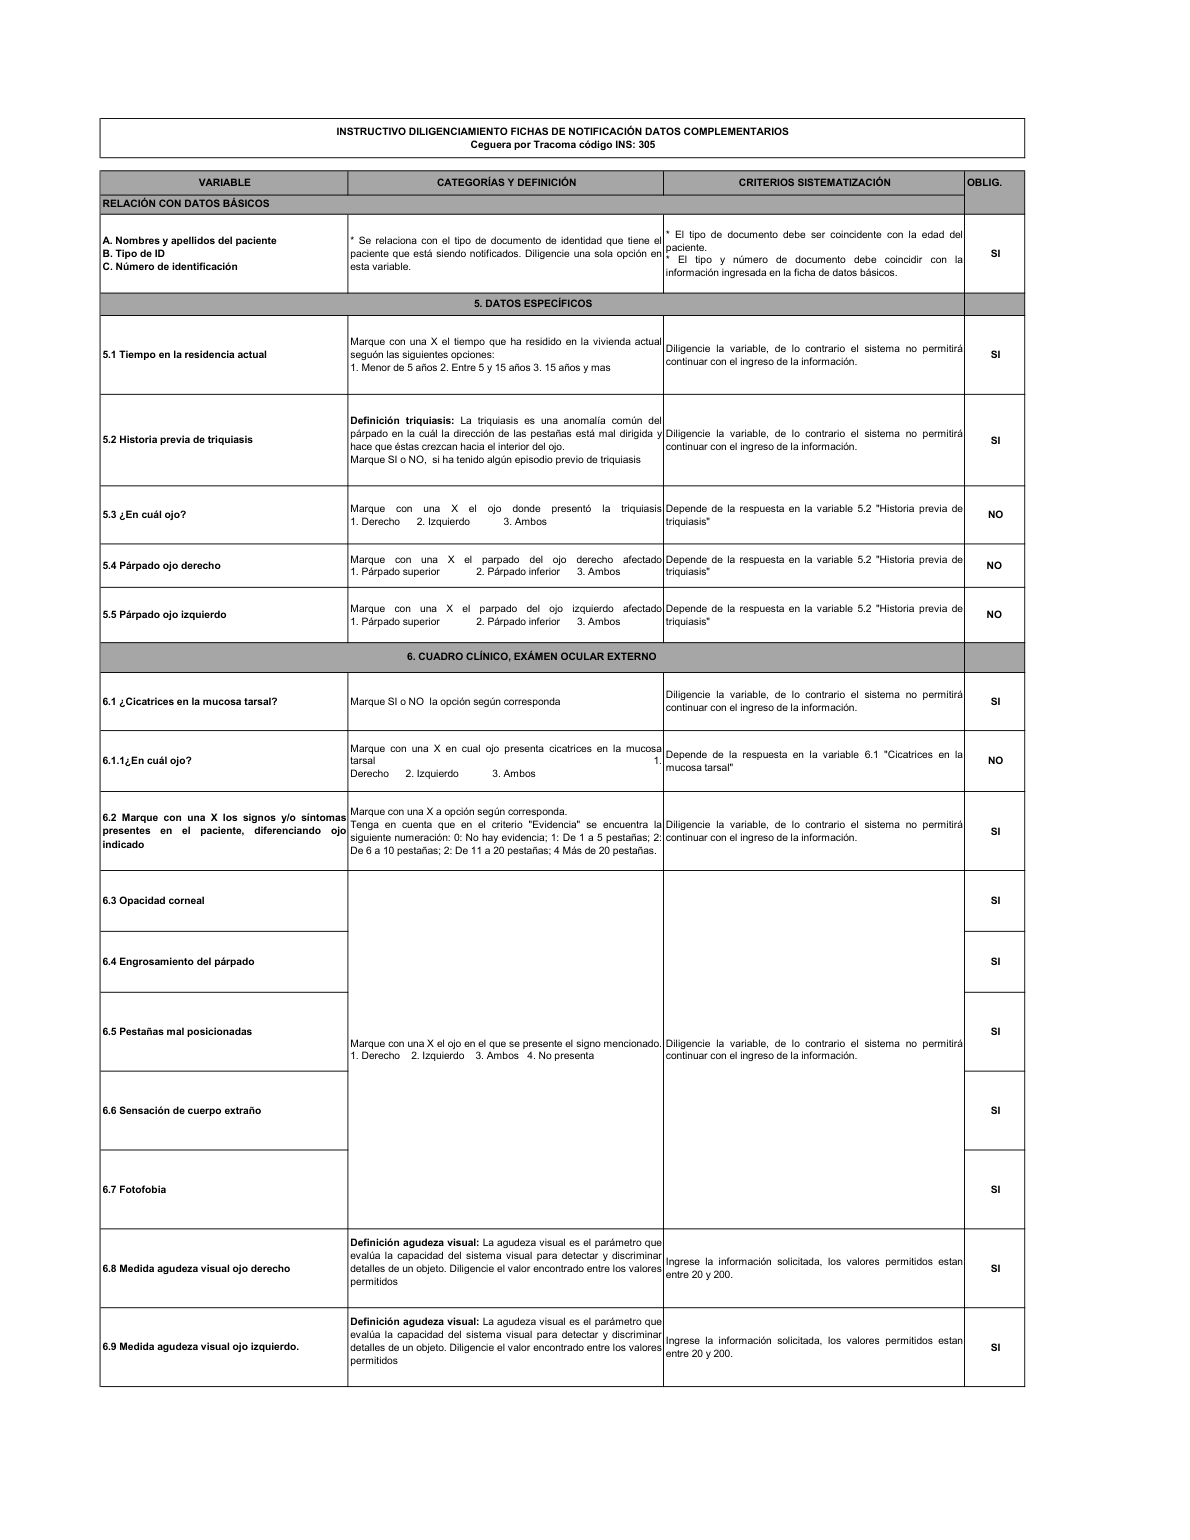 INSTRUCTIVO DILIGENCIAMIENTO FICHAS DE NOTIFICACIÓN DATOS COMPLEMENTARIOS
Ceguera por Tracoma código INS: 305
VARIABLE
CATEGORÍAS Y DEFINICIÓN
CRITERIOS SISTEMATIZACIÓN
OBLIG.
RELACIÓN CON DATOS BÁSICOS
A. Nombres y apellidos del paciente
B. Tipo de ID
C. Número de identificación
* Se relaciona con el tipo de documento de identidad que tiene el
paciente que está siendo notificados. Diligencie una sola opción en
esta variable.
* El tipo de documento debe ser coincidente con la edad del
paciente.
* El tipo y número de documento debe coincidir con la
información ingresada en la ficha de datos básicos.
SI
5. DATOS ESPECÍFICOS
5.1 Tiempo en la residencia actual
Marque con una X el tiempo que ha residido en la vivienda actual
seguón las siguientes opciones:
1. Menor de 5 años 2. Entre 5 y 15 años 3. 15 años y mas
Diligencie la variable, de lo contrario el sistema no permitirá
continuar con el ingreso de la información.
SI
5.2 Historia previa de triquiasis
Definición triquiasis: La triquiasis es una anomalía común del
párpado en la cuál la dirección de las pestañas está mal dirigida y
hace que éstas crezcan hacia el interior del ojo.
Marque SI o NO, si ha tenido algún episodio previo de triquiasis
Diligencie la variable, de lo contrario el sistema no permitirá
continuar con el ingreso de la información.
SI
5.3 ¿En cuál ojo?
Marque con una X el ojo donde presentó la triquiasis
1. Derecho 2. Izquierdo 3. Ambos
Depende de la respuesta en la variable 5.2 "Historia previa de
triquiasis"
NO
5.4 Párpado ojo derecho
Marque con una X el parpado del ojo derecho afectado
1. Párpado superior 2. Párpado inferior 3. Ambos
Depende de la respuesta en la variable 5.2 "Historia previa de
triquiasis"
NO
5.5 Párpado ojo izquierdo
Marque con una X el parpado del ojo izquierdo afectado
1. Párpado superior 2. Párpado inferior 3. Ambos
Depende de la respuesta en la variable 5.2 "Historia previa de
triquiasis"
NO
6. CUADRO CLÍNICO, EXÁMEN OCULAR EXTERNO
6.1 ¿Cicatrices en la mucosa tarsal?
Marque SI o NO la opción según corresponda
Diligencie la variable, de lo contrario el sistema no permitirá
continuar con el ingreso de la información.
SI
6.1.1¿En cuál ojo?
Marque con una X en cual ojo presenta cicatrices en la mucosa
tarsal 1.
Derecho 2. Izquierdo 3. Ambos
Depende de la respuesta en la variable 6.1 "Cicatrices en la
mucosa tarsal"
NO
6.2 Marque con una X los signos y/o síntomas
presentes en el paciente, diferenciando ojo
indicado
Marque con una X a opción según corresponda.
Tenga en cuenta que en el criterio "Evidencia" se encuentra la
siguiente numeración: 0: No hay evidencia; 1: De 1 a 5 pestañas; 2:
De 6 a 10 pestañas; 2: De 11 a 20 pestañas; 4 Más de 20 pestañas.
Diligencie la variable, de lo contrario el sistema no permitirá
continuar con el ingreso de la información.
SI
6.3 Opacidad corneal
SI
6.4 Engrosamiento del párpado
SI
6.5 Pestañas mal posicionadas
Marque con una X el ojo en el que se presente el signo mencionado.
1. Derecho 2. Izquierdo 3. Ambos 4. No presenta
Diligencie la variable, de lo contrario el sistema no permitirá
continuar con el ingreso de la información.
SI
6.6 Sensación de cuerpo extraño
SI
6.7 Fotofobia
SI
6.8 Medida agudeza visual ojo derecho
Definición agudeza visual: La agudeza visual es el parámetro que
evalúa la capacidad del sistema visual para detectar y discriminar
detalles de un objeto. Diligencie el valor encontrado entre los valores
permitidos
Ingrese la información solicitada, los valores permitidos estan
entre 20 y 200.
SI
6.9 Medida agudeza visual ojo izquierdo.
Definición agudeza visual: La agudeza visual es el parámetro que
evalúa la capacidad del sistema visual para detectar y discriminar
detalles de un objeto. Diligencie el valor encontrado entre los valores
permitidos
Ingrese la información solicitada, los valores permitidos estan
entre 20 y 200.
SI